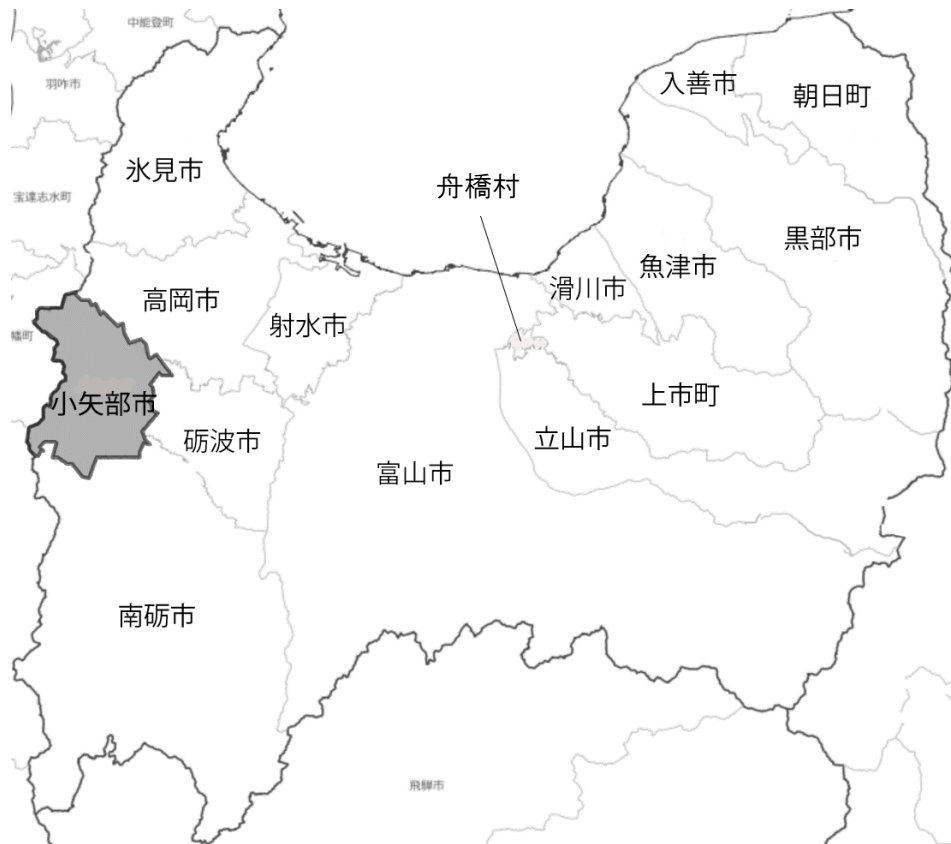 中能登町
羽咋市
入善市
朝日町
氷見市
舟橋村
宝達志水町
黒部市
魚津市
滑川市
高岡市
射水市
幡町
上市町
小矢部市
砺波市
立山市
富山市
南砺市
飛騨市